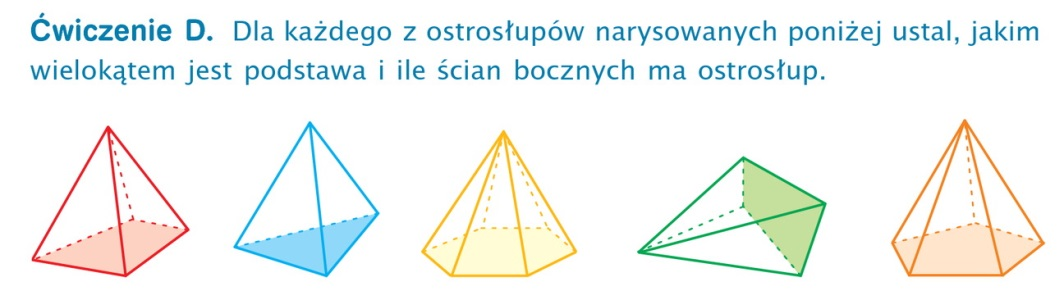 Ćwiczenie D. Dla każdego z ostrosłupów narysowanych poniżej ustal, jakim
wielokątem jest podstawa i ile ścian bocznych ma ostrosłup.